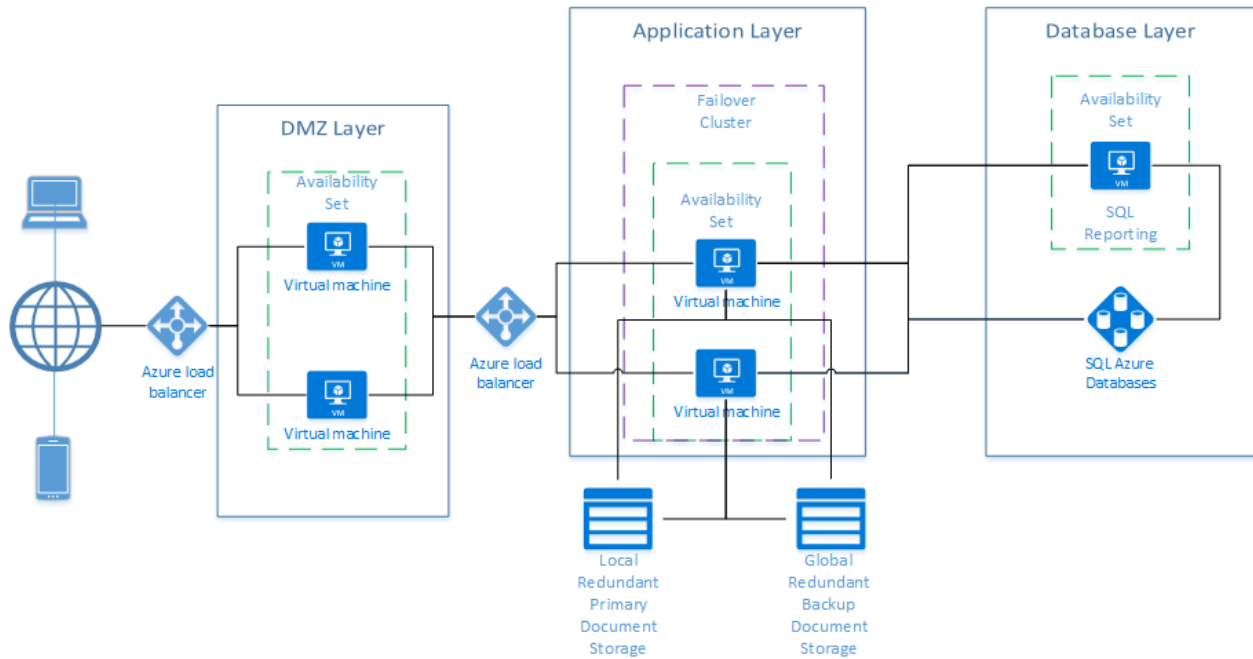 Application Layer
Database Layer
DMZ Layer
Failover
Cluster
Availability
Set
VM
SQL
Reporting
Availability
Set
VM
Virtual machine
VM
Virtual machine
Availability
Set
VM
Virtual machine
VM
Virtual machine
Azure load
balancer
Azure load
balancer
SQL Azure
Databases
Local
Redundant
Primary
Document
Storage
Global
Redundant
Backup
Document
Storage